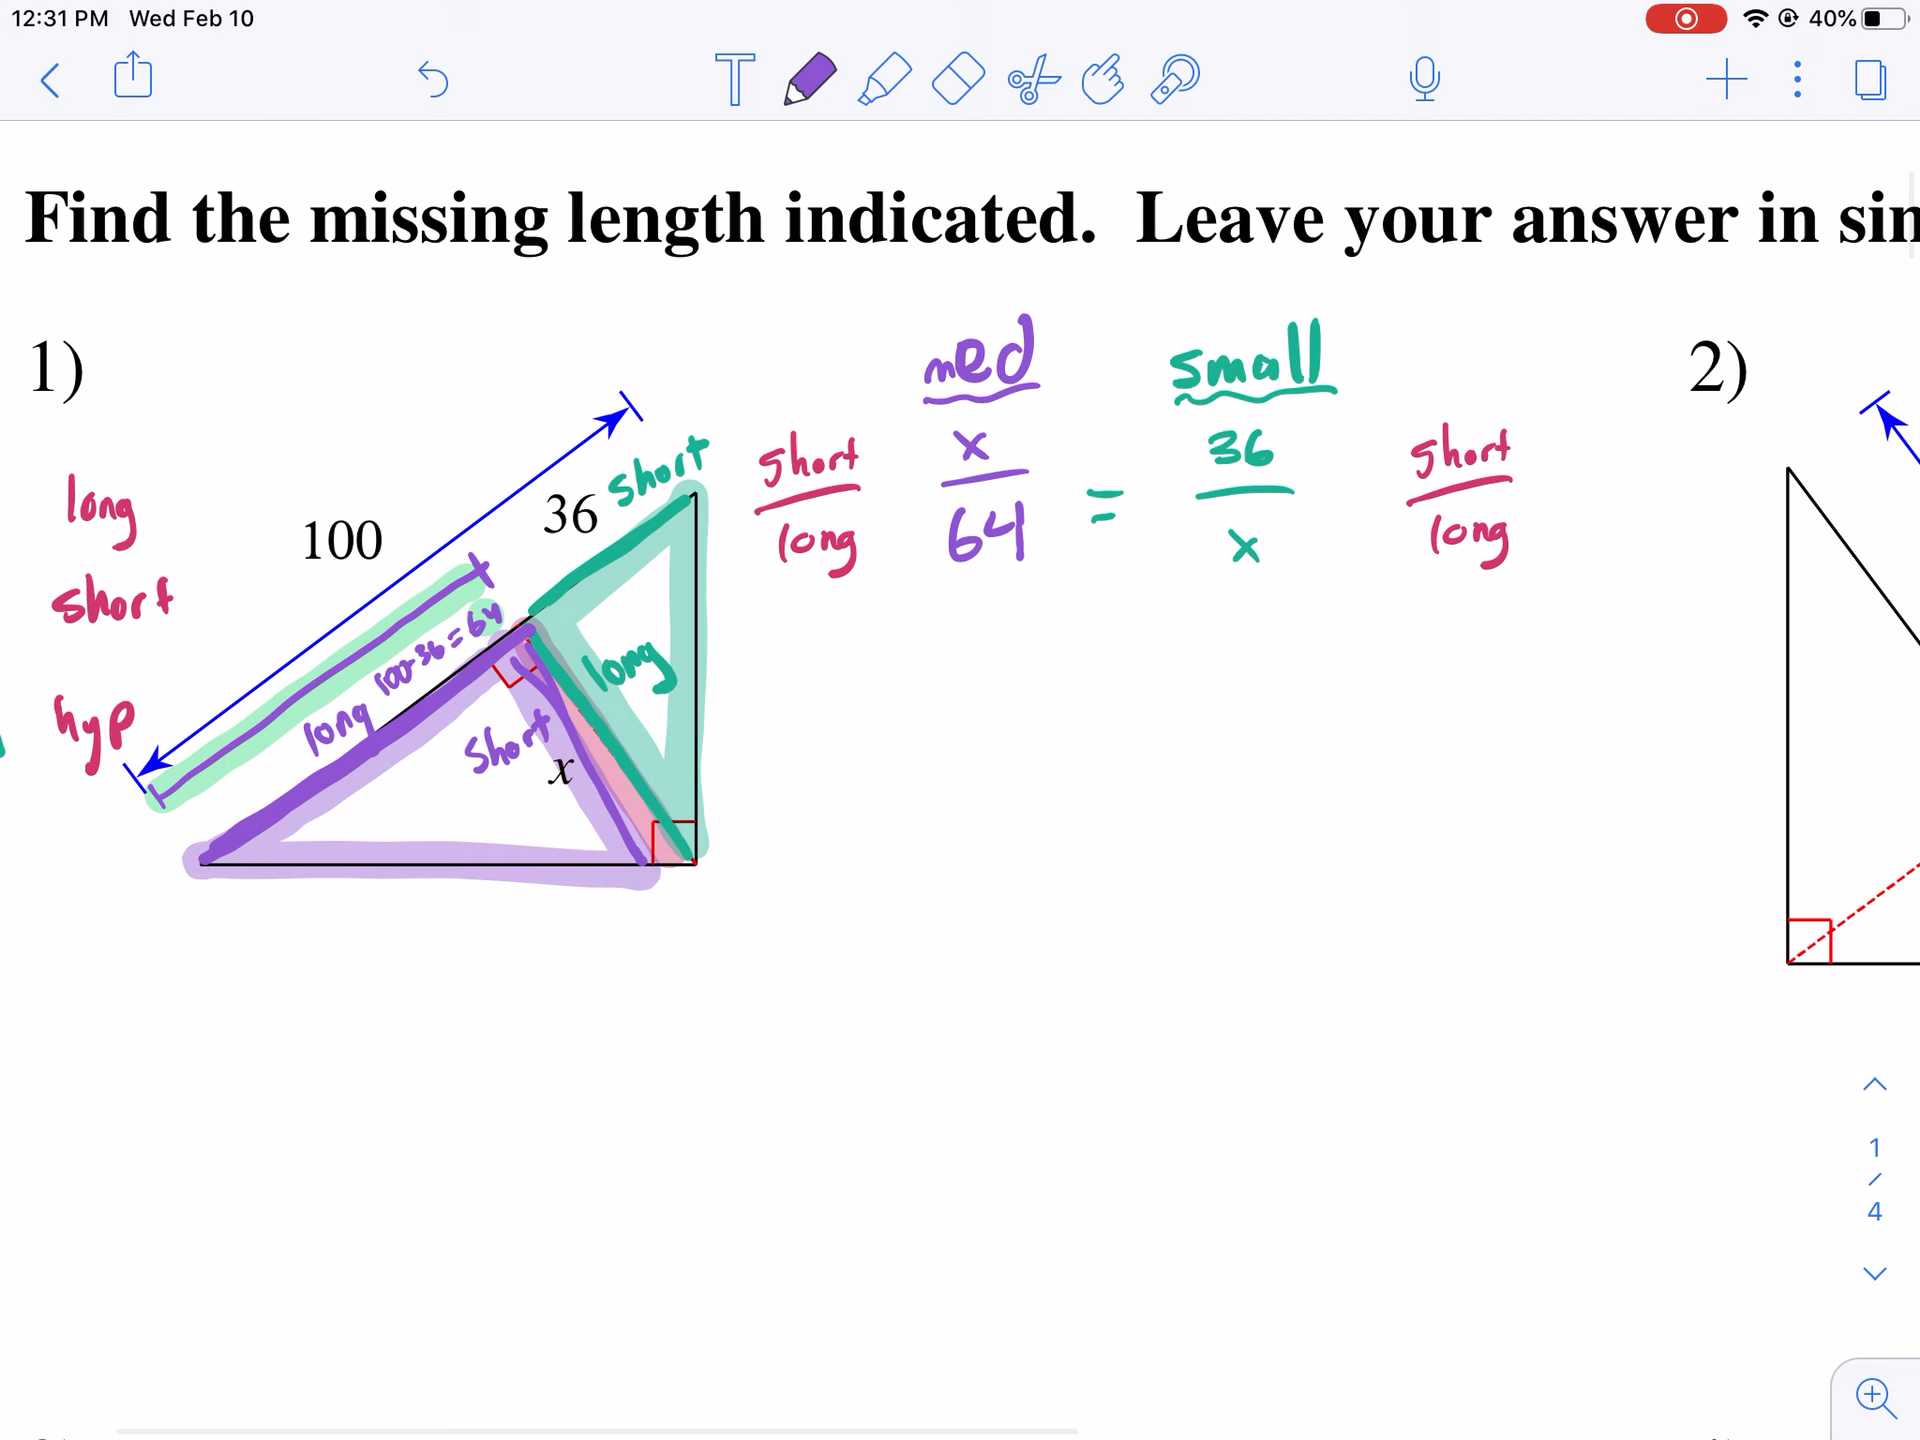 12:31 PM Wed Feb 10 40%
T
Find the missing length indicated. Leave your answer in sin
1)
2)
med
small
short
long
x
64
=
36
x
short
long
long
short
hyp
100
36
short
100-36=64
long
short
long
x
1
/
4